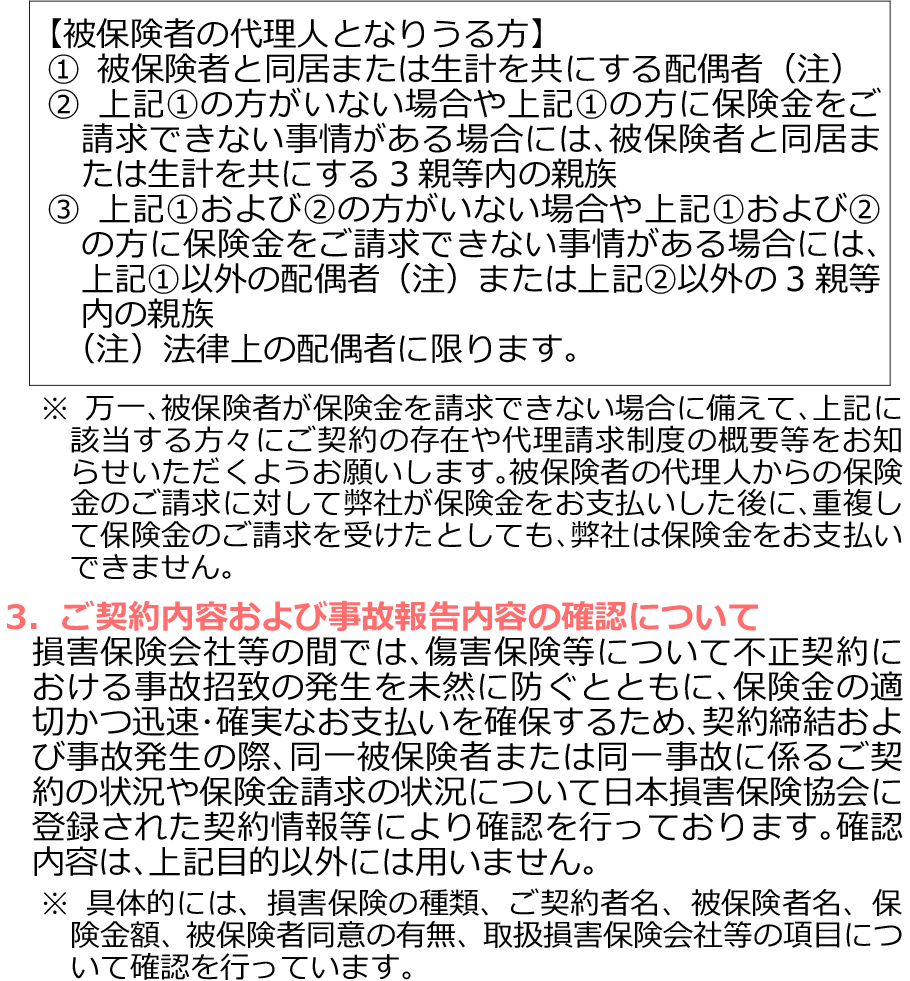 【被保険者の代理人となりうる方】
① 被保険者と同居または生計を共にする配偶者（注）
② 上記①の方がいない場合や上記①の方に保険金をご
請求できない事情がある場合には、被保険者と同居ま
たは生計を共にする３親等内の親族
③ 上記①および②の方がいない場合や上記①および②
の方に保険金をご請求できない事情がある場合には、
上記①以外の配偶者（注）または上記②以外の３親等
内の親族
（注）法律上の配偶者に限ります。
※ 万一、被保険者が保険金を請求できない場合に備えて、上記に
該当する方々にご契約の存在や代理請求制度の概要等をお知
らせいただくようお願いします。被保険者の代理人からの保険
金のご請求に対して弊社が保険金をお支払いした後に、重複し
て保険金のご請求を受けたとしても、弊社は保険金をお支払い
できません。
３．ご契約内容および事故報告内容の確認について
損害保険会社等の間では、傷害保険等について不正契約に
おける事故招致の発生を未然に防ぐとともに、保険金の適
切かつ迅速・確実なお支払いを確保するため、契約締結およ
び事故発生の際、同一被保険者または同一事故に係るご契
約の状況や保険金請求の状況について日本損害保険協会に
登録された契約情報等により確認を行っております。確認
内容は、上記目的以外には用いません。
※ 具体的には、損害保険の種類、ご契約者名、被保険者名、保
険金額、被保険者同意の有無、取扱損害保険会社等の項目につ
いて確認を行っています。